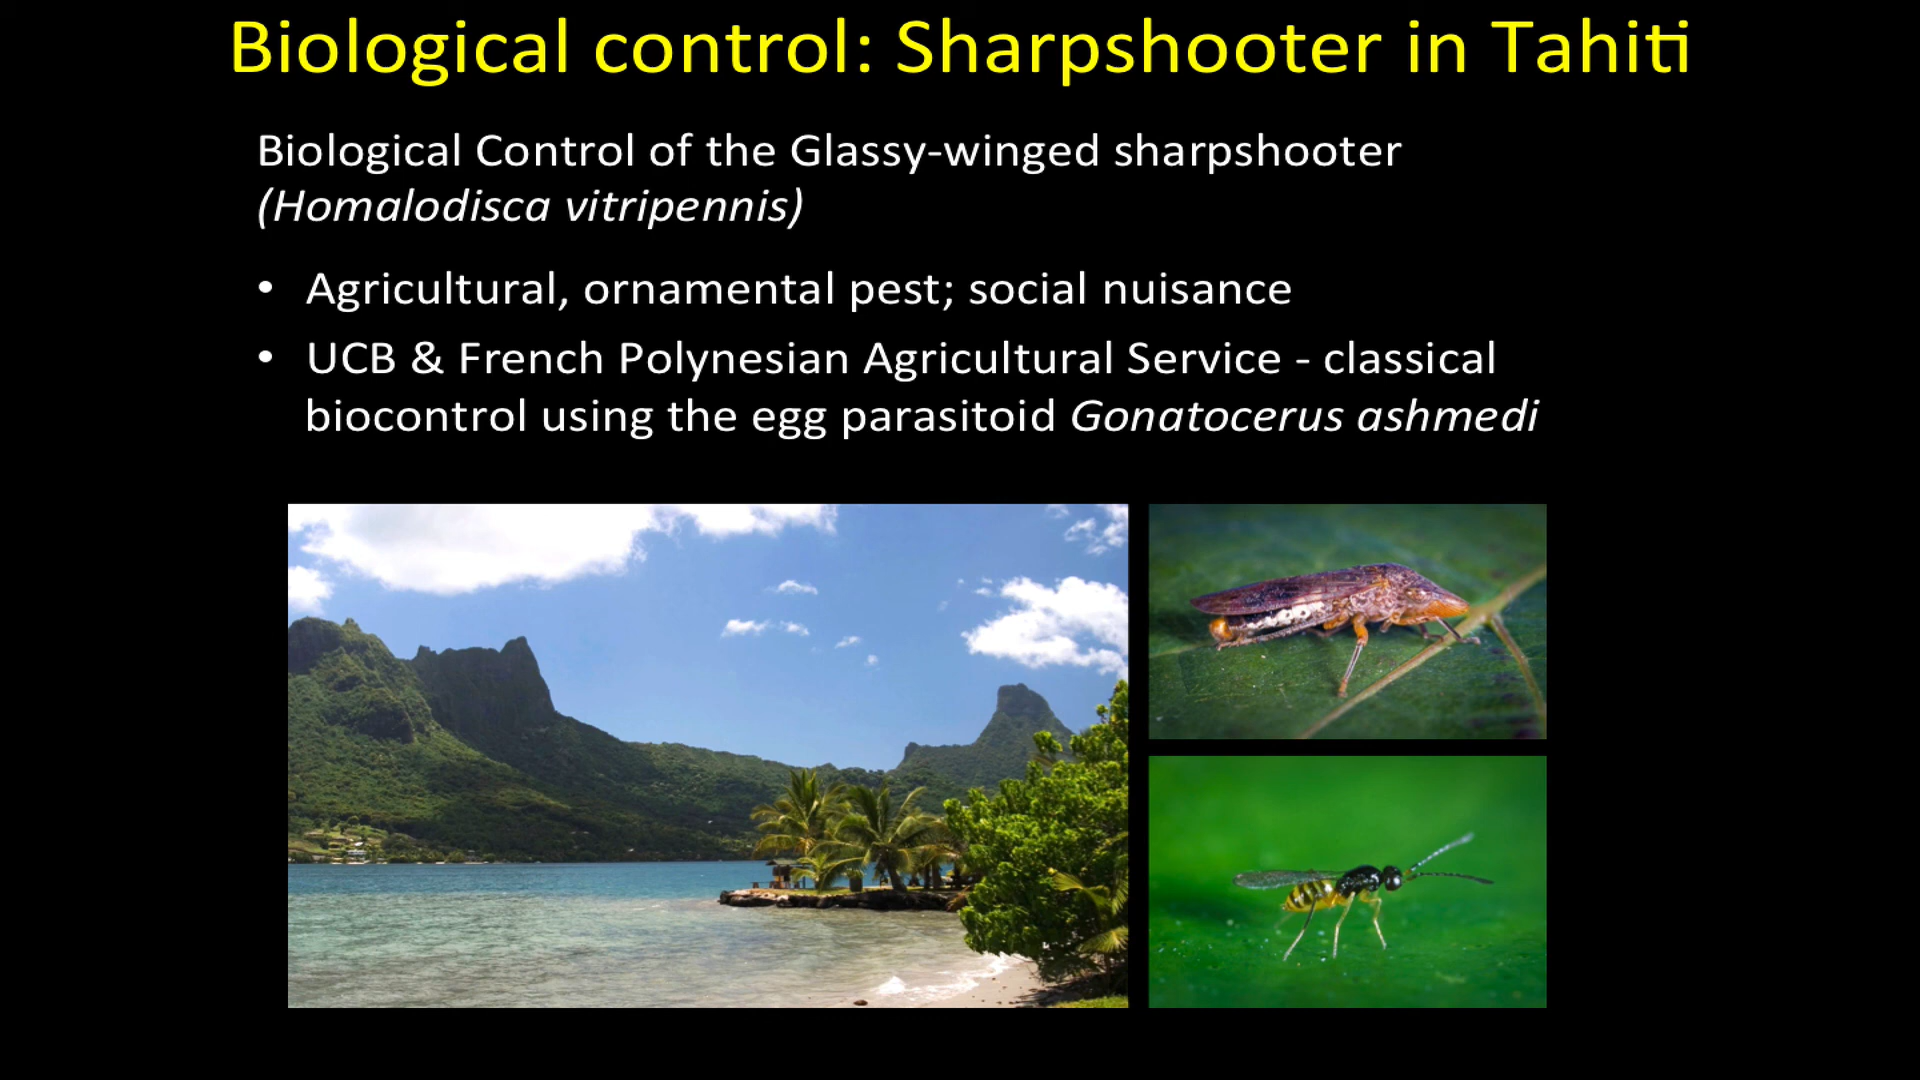 Biological control: Sharpshooter in Tahiti
Biological Control of the Glassy-winged sharpshooter
(Homalodisca vitripennis)
• Agricultural, ornamental pest; social nuisance
• UCB & French Polynesian Agricultural Service - classical
biocontrol using the egg parasitoid Gonatocerus ashmedi